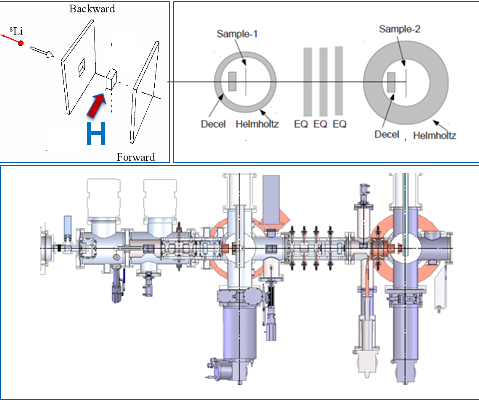 Backward
⁸Li
H
Forward
Sample-1
Sample-2
Decel
Helmholtz
EQ EQ EQ
Decel
Helmholtz